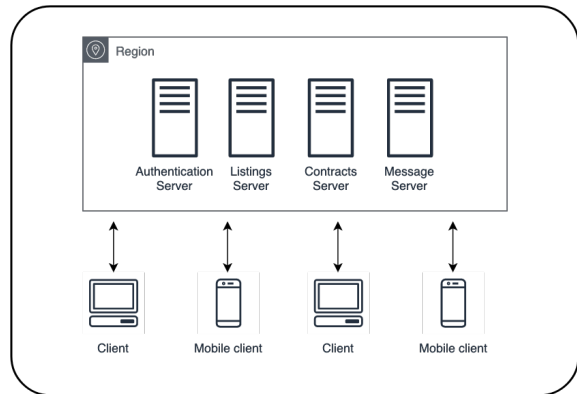 Region
Authentication Server
Listings Server
Contracts Server
Message Server
Client
Mobile client
Client
Mobile client